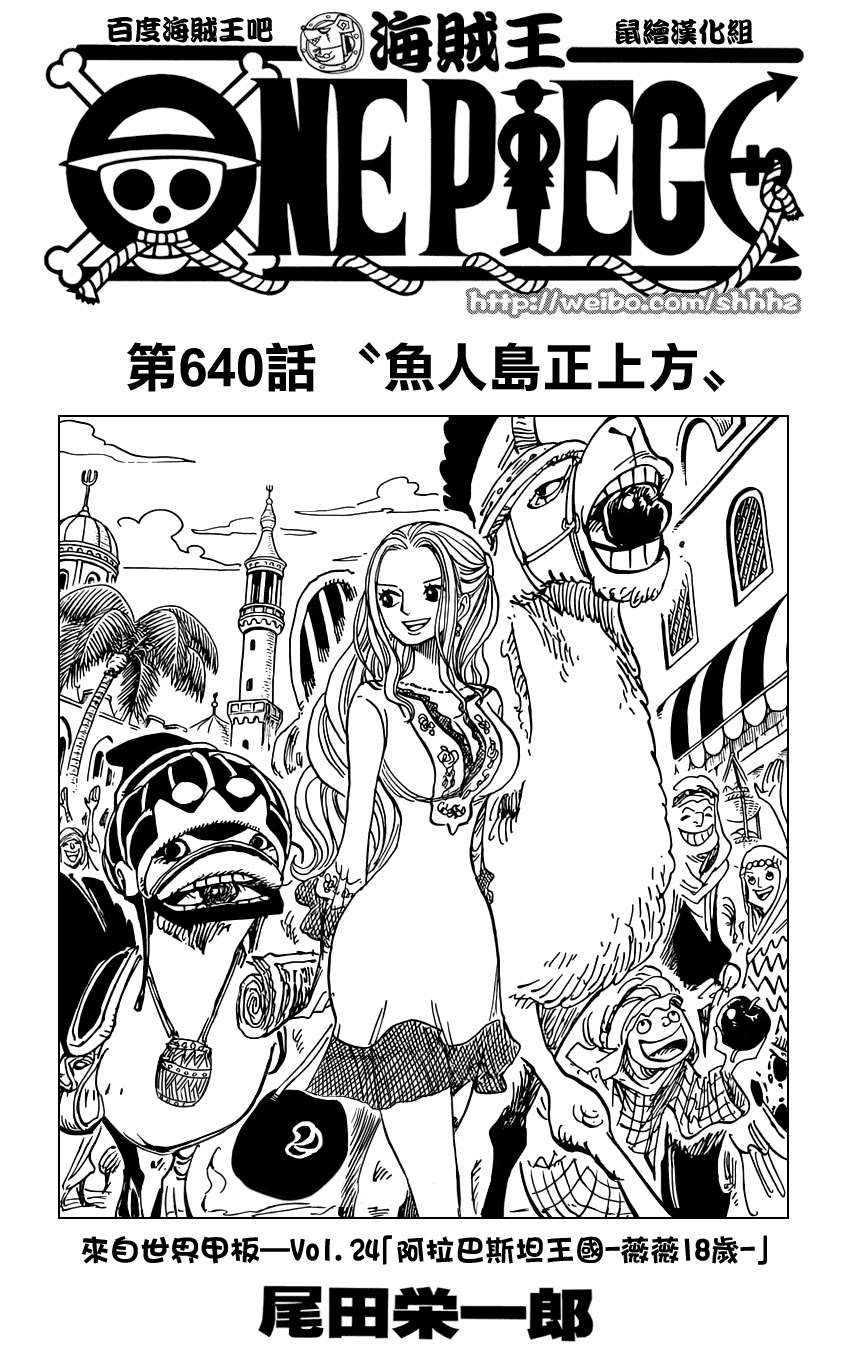 百度海賊王吧
海賊王
鼠繪漢化組
ONE PIECE
http://weibo.com/shhhz
第640話 〝魚人島正上方〟
來自世界甲板—Vol.24「阿拉巴斯坦王國-薇薇18歲-」
尾田栄一郎